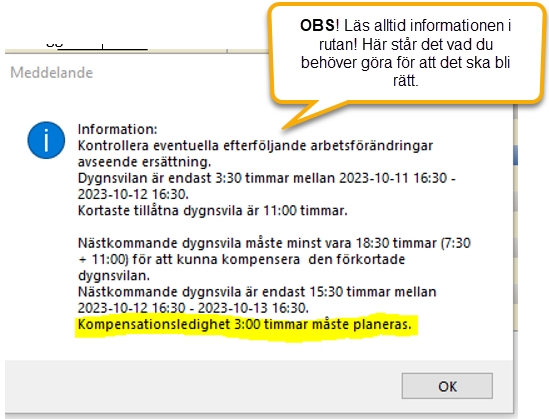 OBS! Läs alltid informationen i
rutan! Här står det vad du
behöver göra för att det ska bli
rätt.
Meddelande
Information:
Kontrollera eventuella efterföljande arbetsförändringar
avseende ersättning.
Dygnsvilan är endast 3:30 timmar mellan 2023-10-11 16:30 -
2023-10-12 16:30.
Kortaste tillåtna dygnsvila är 11:00 timmar.
Nästkommande dygnsvila måste minst vara 18:30 timmar (7:30
+ 11:00) för att kunna kompensera  den förkortade
dygnsvilan.
Nästkommande dygnsvila är endast 15:30 timmar mellan
2023-10-12 16:30 - 2023-10-13 16:30.
Kompensationsledighet 3:00 timmar måste planeras.
OK